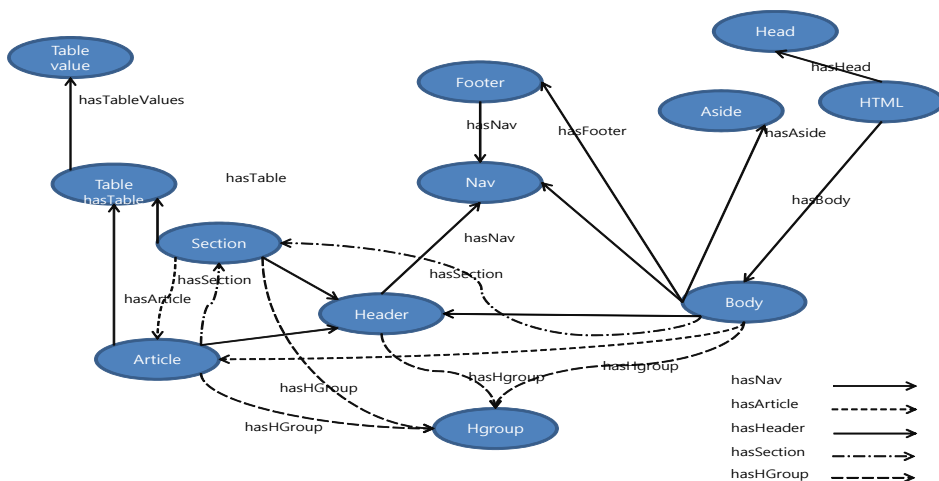 Head
Table
value
hasHead
Footer
HTML
hasTableValues
Aside
hasNav
hasFooter
hasAside
hasTable
Table
hasTable
Nav
hasBody
Section
hasNav
hasSection
hasSection
hasArticle
Body
Header
Article
hasHgroup
hasHgroup
hasHGroup
hasHGroup
Hgroup
hasNav
hasArticle
hasHeader
hasSection
hasHGroup